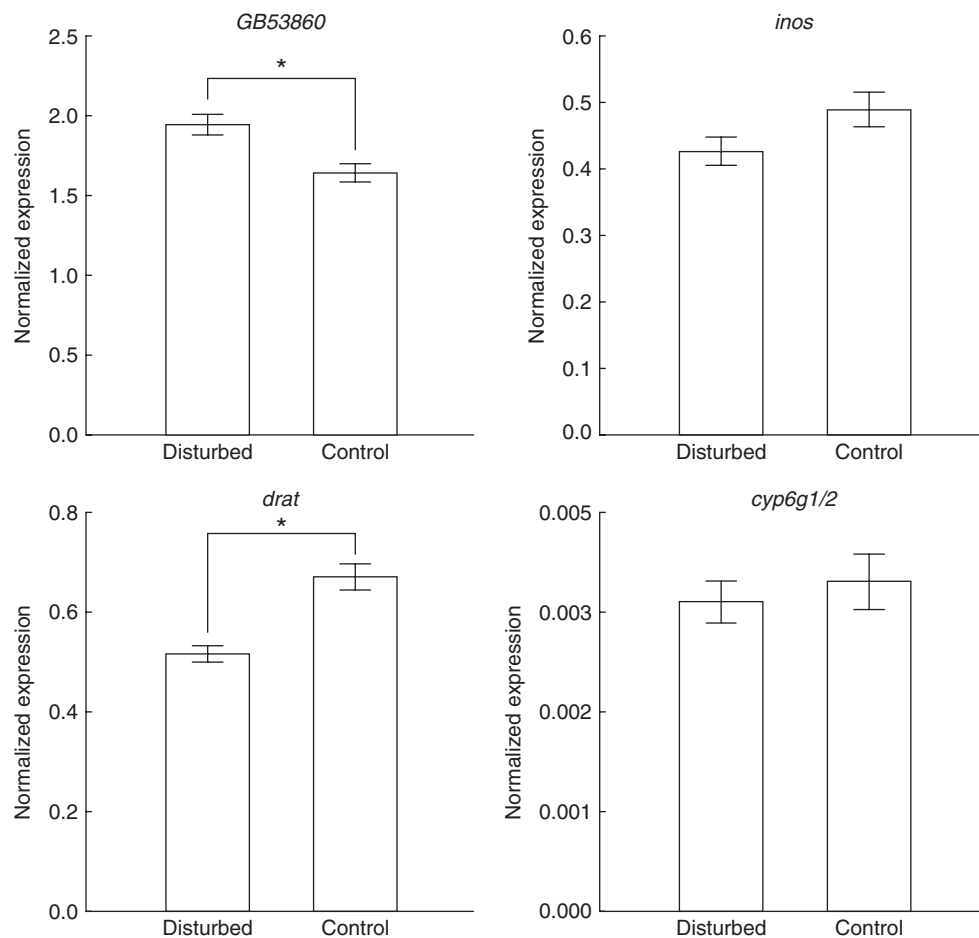 GB53860
2.5
2.0
1.5
1.0
0.5
0.0
Normalized expression
*
Disturbed Control
inos
0.6
0.5
0.4
0.3
0.2
0.1
0.0
Normalized expression
Disturbed Control
drat
0.8
0.6
0.4
0.2
0.0
Normalized expression
*
Disturbed Control
cyp6g1/2
0.005
0.003
0.002
0.001
0.000
Normalized expression
Disturbed Control